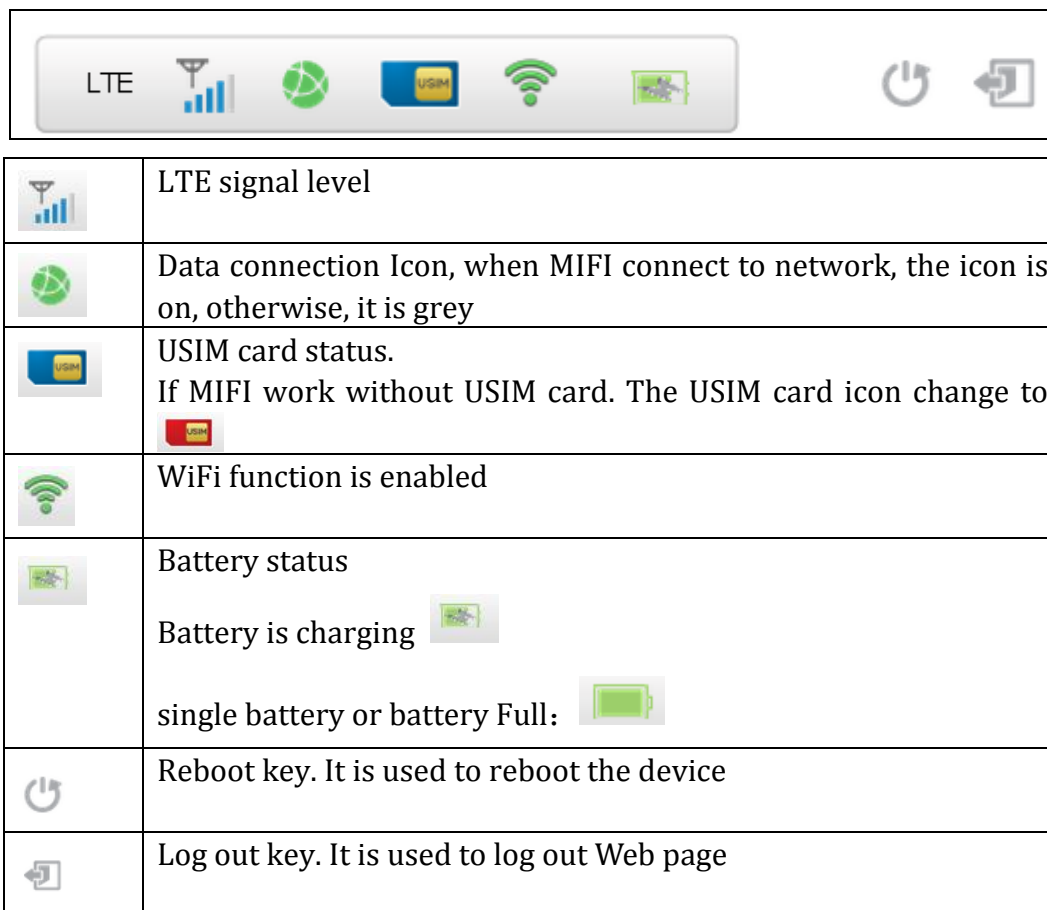 LTE
USIM
LTE signal level
Data connection Icon, when MIFI connect to network, the icon is
on, otherwise, it is grey
USIM
USIM card status.
If MIFI work without USIM card. The USIM card icon change to
USIM
WiFi function is enabled
Battery status
Battery is charging
single battery or battery Full：
Reboot key. It is used to reboot the device
Log out key. It is used to log out Web page